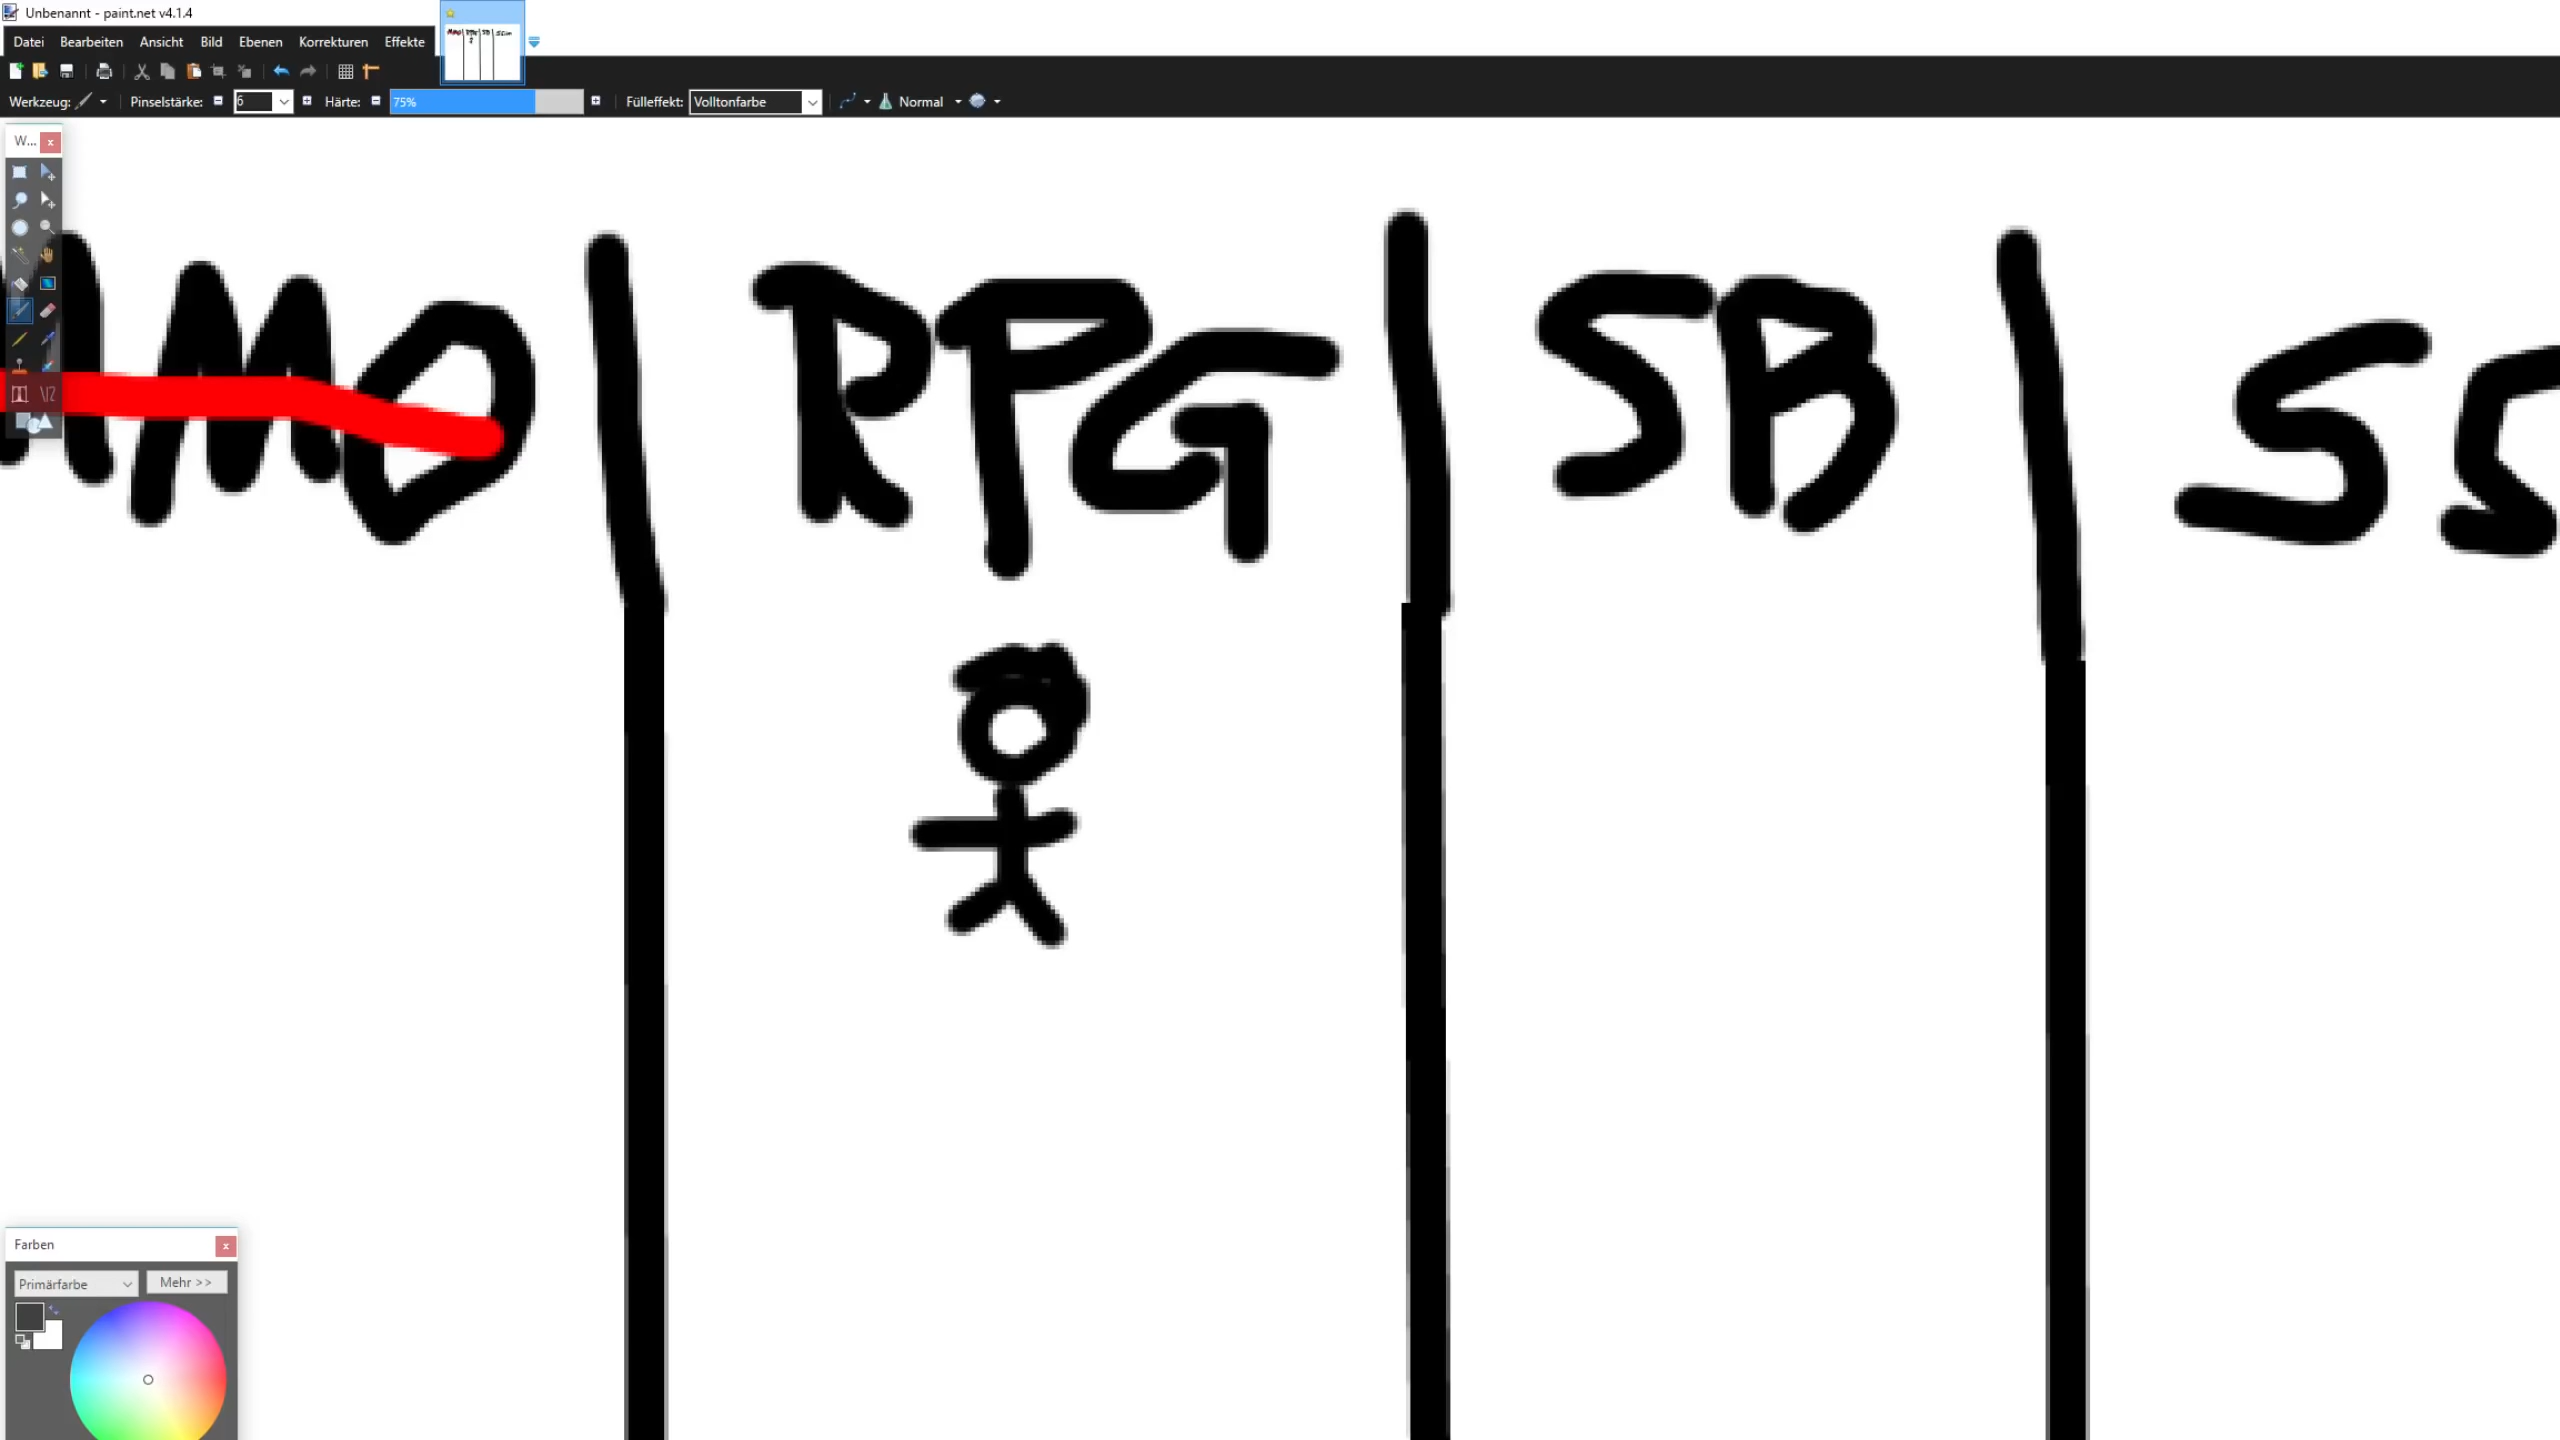 Unbenannt - paint.net v4.1.4
Datei Bearbeiten Ansicht Bild Ebenen Korrekturen Effekte
Werkzeug: Pinselstärke: 6 Härte: 75% Fülleffekt: Volltonfarbe Normal
W...
MMO RPG SB SS
Farben
Primärfarbe Mehr >>